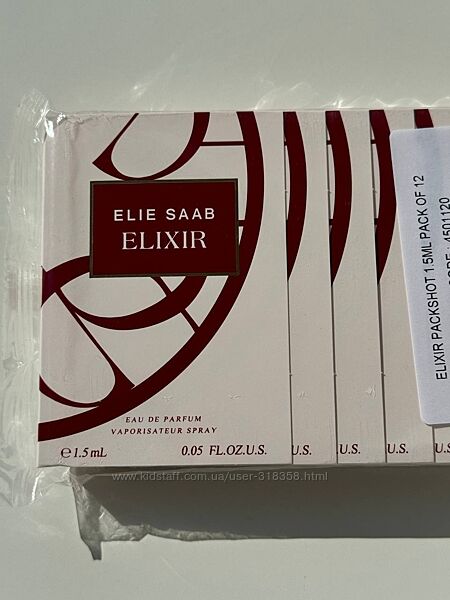 ELIE SAAB
ELIXIR
EAU DE PARFUM
VAPORISATEUR SPRAY
℮1.5 mL
0.05 FL.OZ.U.S.
U.S.
U.S.
U.S.
U.S.
ELIXIR PACKSHOT 1.5ML PACK OF 12
4501120
www.kidstaff.com.ua/user-318358.html